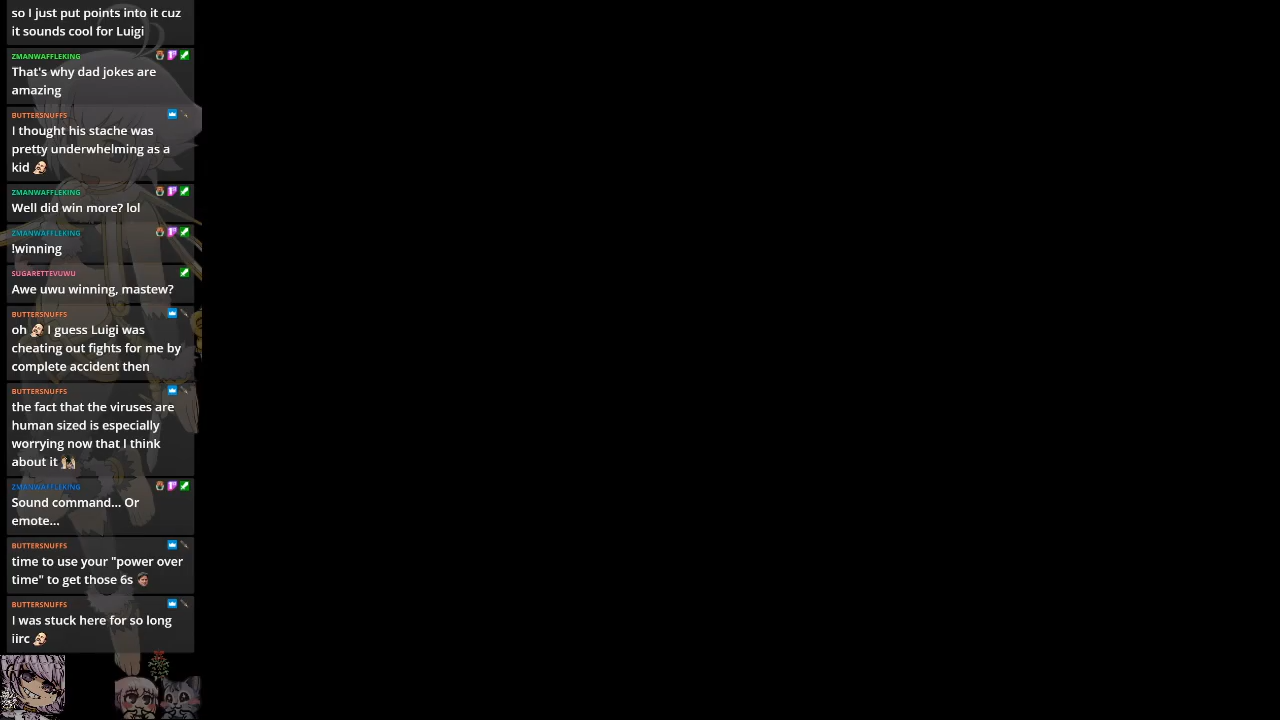 so I just put points into it cuz
it sounds cool for Luigi
ZMANWAFFLEKING
That's why dad jokes are
amazing
BUTTERSNUFFS
I thought his stache was
pretty underwhelming as a
kid
ZMANWAFFLEKING
Well did win more? lol
ZMANWAFFLEKING
!winning
SUGARETTEVUWU
Awe uwu winning, mastew?
BUTTERSNUFFS
oh I guess Luigi was
cheating out fights for me by
complete accident then
BUTTERSNUFFS
the fact that the viruses are
human sized is especially
worrying now that I think
about it
ZMANWAFFLEKING
Sound command... Or
emote...
BUTTERSNUFFS
time to use your "power over
time" to get those 6s
BUTTERSNUFFS
I was stuck here for so long
iirc